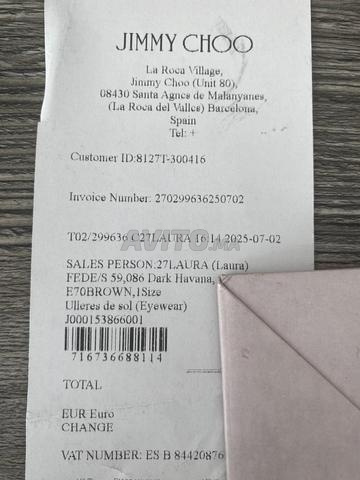 JIMMY CHOO
La Roca Village,
Jimmy Choo (Unit 80),
08430 Santa Agnes de Malanyanes,
(La Roca del Valles) Barcelona,
Spain
Tel: +
Customer ID:8127T-300416
Invoice Number: 270299636250702
AVITO.MA
T02/299636 C27LAURA 16:14 2025-07-02
SALES PERSON:27LAURA (Laura)
FEDE/S 59,086 Dark Havana,
E70BROWN,1Size
Ulleres de sol (Eyewear)
J000153866001
716736688114
TOTAL
EUR Euro
CHANGE
VAT NUMBER: ES B 84420876